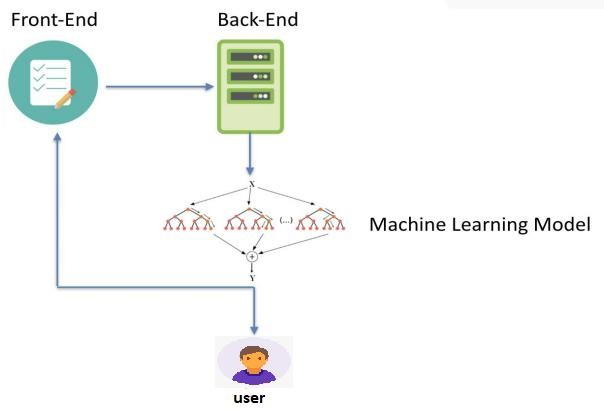 Front-End
Back-End
X
(...)
Machine Learning Model
+
Y
user